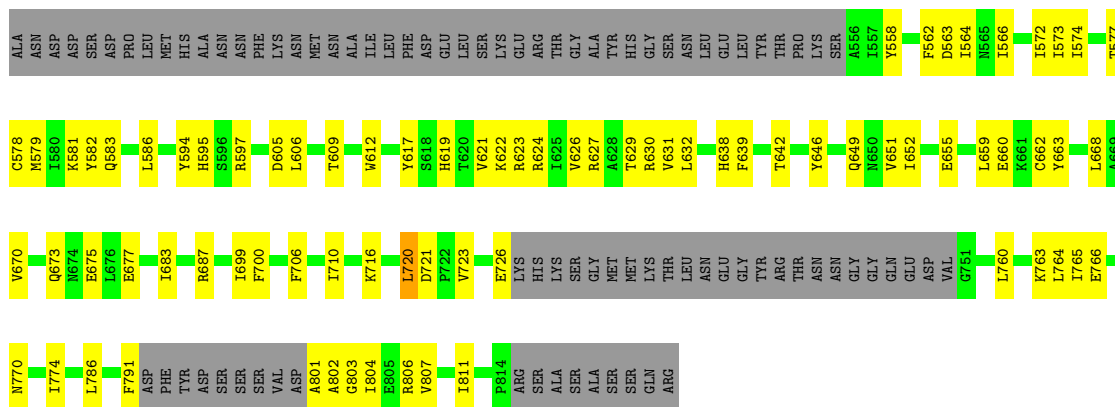 ALA ASN ASP ASP SER ASP PRO LEU MET HIS ALA ASN ASN PHE LYS ASN MET ASN ALA ILE LEU PHE ASP GLU LEU SER LYS GLU ARG THR GLY ALA TYR HIS GLY SER ASN LEU GLU LEU TYR THR PRO LYS SER A556 I557 Y558 F562 D563 I564 N565 I566 I572 I573 I574 T577
C578 M579 I580 K581 Y582 Q583 L586 Y594 H595 S596 R597 D605 L606 T609 W612 Y617 S618 H619 T620 V621 K622 R623 R624 I625 V626 R627 A628 T629 R630 V631 L632 H638 F639 T642 Y646 Q649 N650 V651 I652 E655 L659 E660 K661 C662 Y663 L668 A669
V670 Q673 N674 E675 L676 E677 I683 R687 I699 F700 F706 I710 K716 L720 D721 P722 V723 E726 LYS HIS LYS SER GLY MET MET LYS THR LEU ASN GLU GLY TYR ARG THR ASN ASN GLY GLY GLN GLU ASP VAL G751 L760 K763 L764 I765 E766
N770 I774 L786 F791 ASP PHE TYR ASP SER SER SER VAL ASP A801 A802 G803 I804 E805 R806 V807 I811 P814 ARG SER ALA SER ALA SER SER GLN ARG